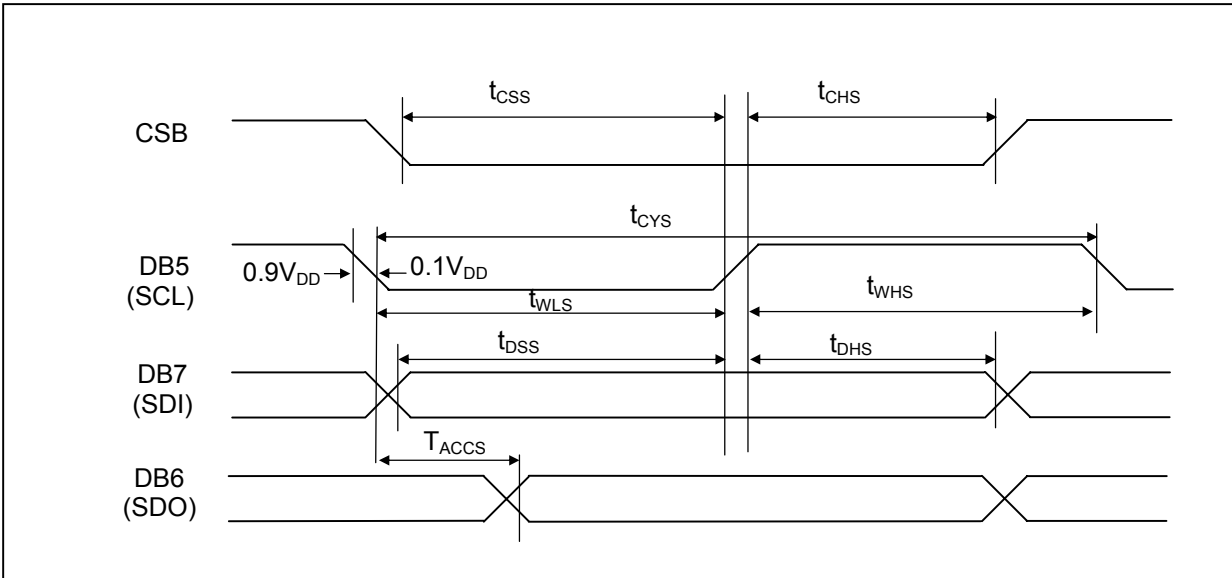 tCSS
tCHS
CSB
tCYS
DB5
(SCL)
0.9VDD
0.1VDD
tWLS
tWHS
tDSS
tDHS
DB7
(SDI)
TACCS
DB6
(SDO)